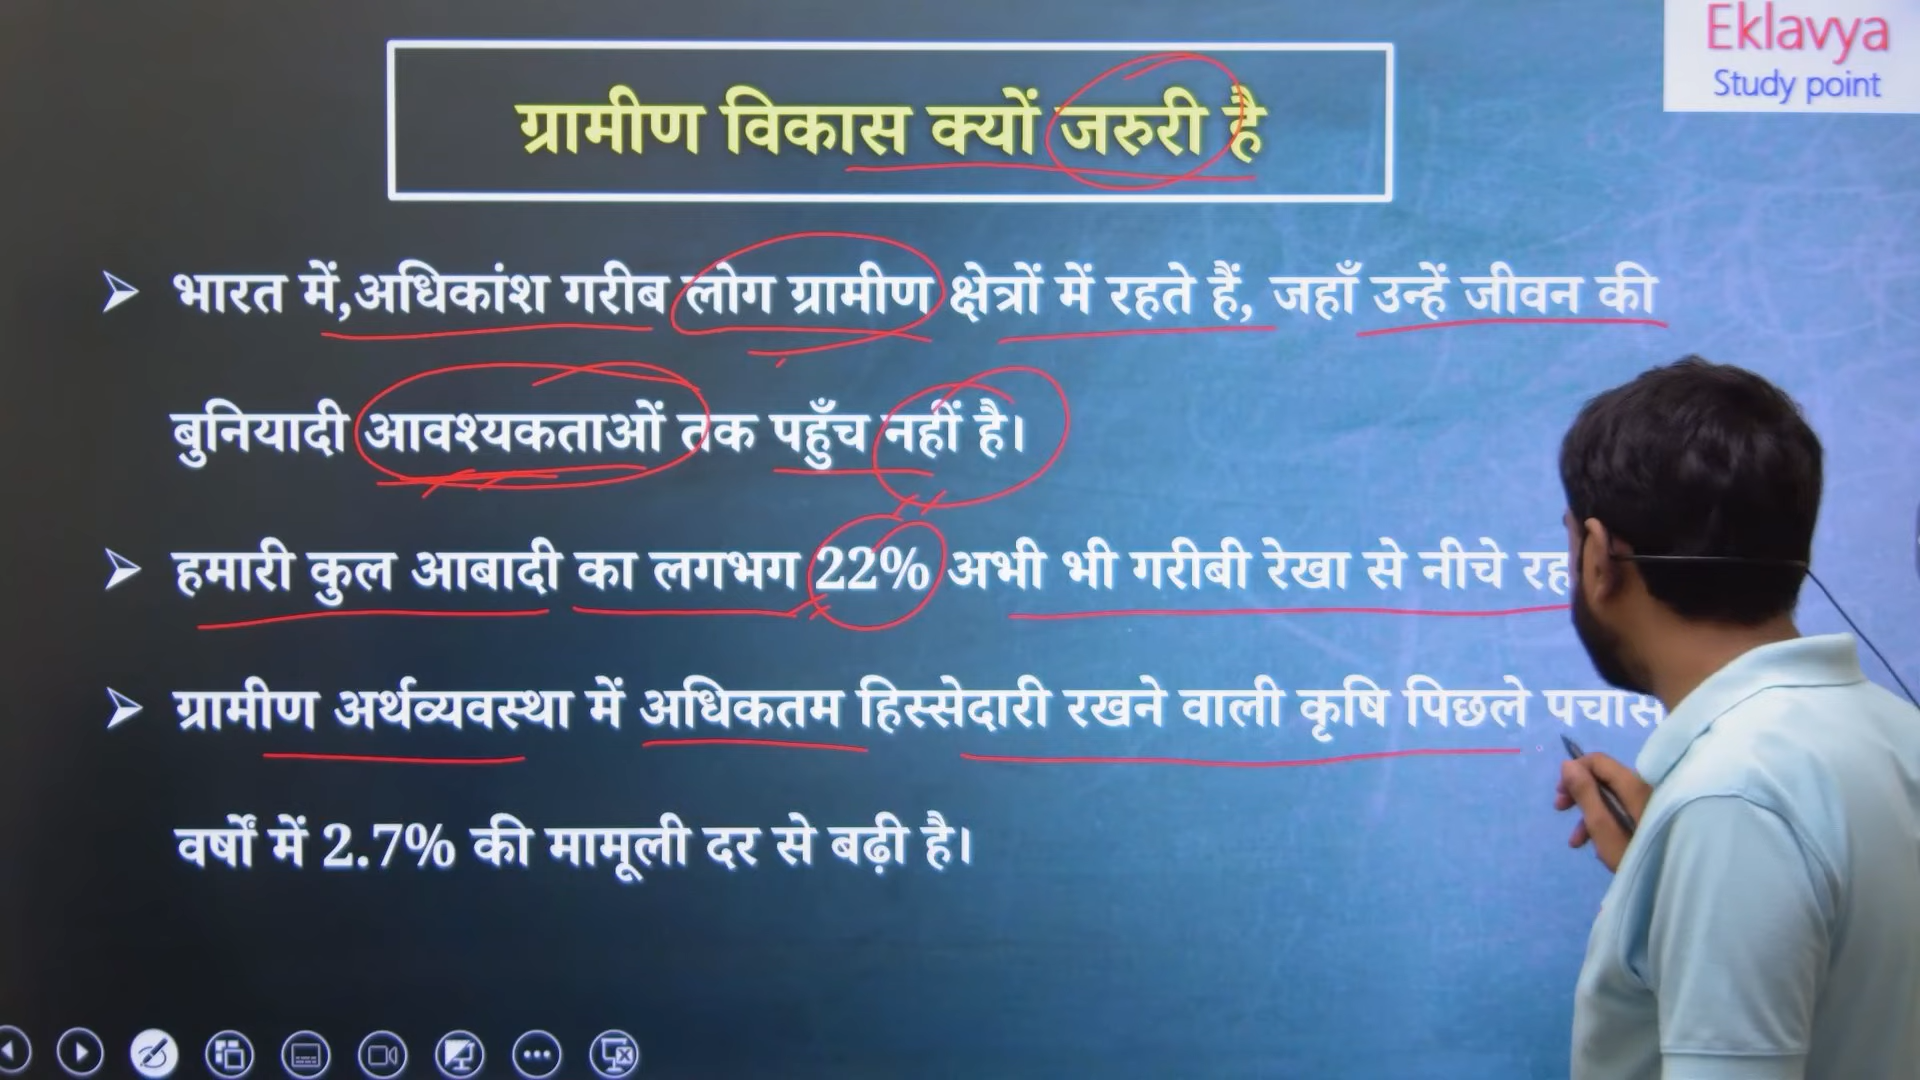 Eklavya
Study point
ग्रामीण विकास क्यों जरुरी है
भारत में,अधिकांश गरीब लोग ग्रामीण क्षेत्रों में रहते हैं, जहाँ उन्हें जीवन की
बुनियादी आवश्यकताओं तक पहुँच नहीं है।
हमारी कुल आबादी का लगभग 22% अभी भी गरीबी रेखा से नीचे
ग्रामीण अर्थव्यवस्था में अधिकतम हिस्सेदारी रखने वाली कृषि पिछले पचास
वर्षों में 2.7% की मामूली दर से बढ़ी है।